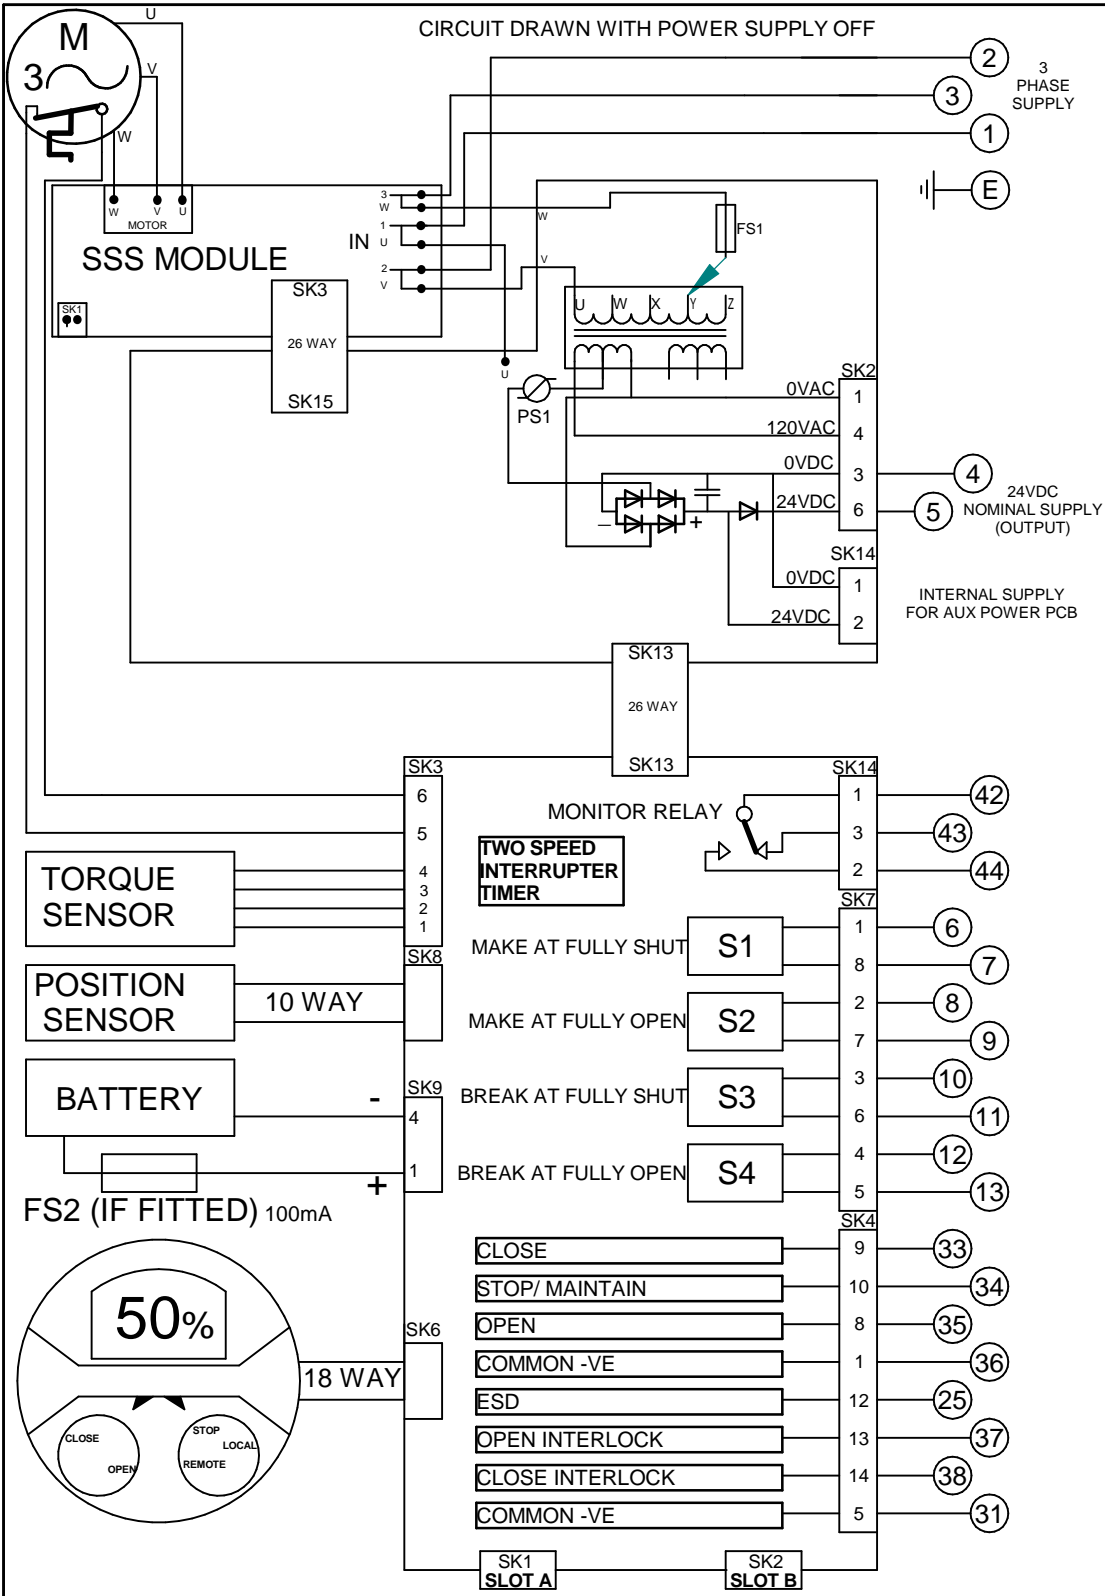 CIRCUIT DRAWN WITH POWER SUPPLY OFF
U
M
3
V
W
2
3
1
3
PHASE
SUPPLY
E
W
V
U
MOTOR
SSS MODULE
3
W
1
IN
U
2
V
W
V
FS1
SK1
SK3
26 WAY
SK15
U
U
W
X
Y
Z
PS1
SK2
0VAC
1
120VAC
4
0VDC
3
4
24VDC
6
5
24VDC
NOMINAL SUPPLY
(OUTPUT)
–
+
SK14
0VDC
1
24VDC
2
INTERNAL SUPPLY
FOR AUX POWER PCB
SK13
26 WAY
SK13
SK3
6
5
4
3
2
1
TORQUE
SENSOR
MONITOR RELAY
TWO SPEED
INTERRUPTER
TIMER
SK14
1
42
3
43
2
44
SK7
MAKE AT FULLY SHUT
S1
1
6
8
7
MAKE AT FULLY OPEN
S2
2
8
7
9
BREAK AT FULLY SHUT
S3
3
10
6
11
BREAK AT FULLY OPEN
S4
4
12
5
13
POSITION
SENSOR
10 WAY
SK8
BATTERY
-
SK9
4
1
+
FS2 (IF FITTED) 100mA
SK4
CLOSE
9
33
STOP/ MAINTAIN
10
34
OPEN
8
35
COMMON -VE
1
36
ESD
12
25
OPEN INTERLOCK
13
37
CLOSE INTERLOCK
14
38
COMMON -VE
5
31
50%
18 WAY
SK6
CLOSE
OPEN
STOP
LOCAL
REMOTE
SK1
SLOT A
SK2
SLOT B